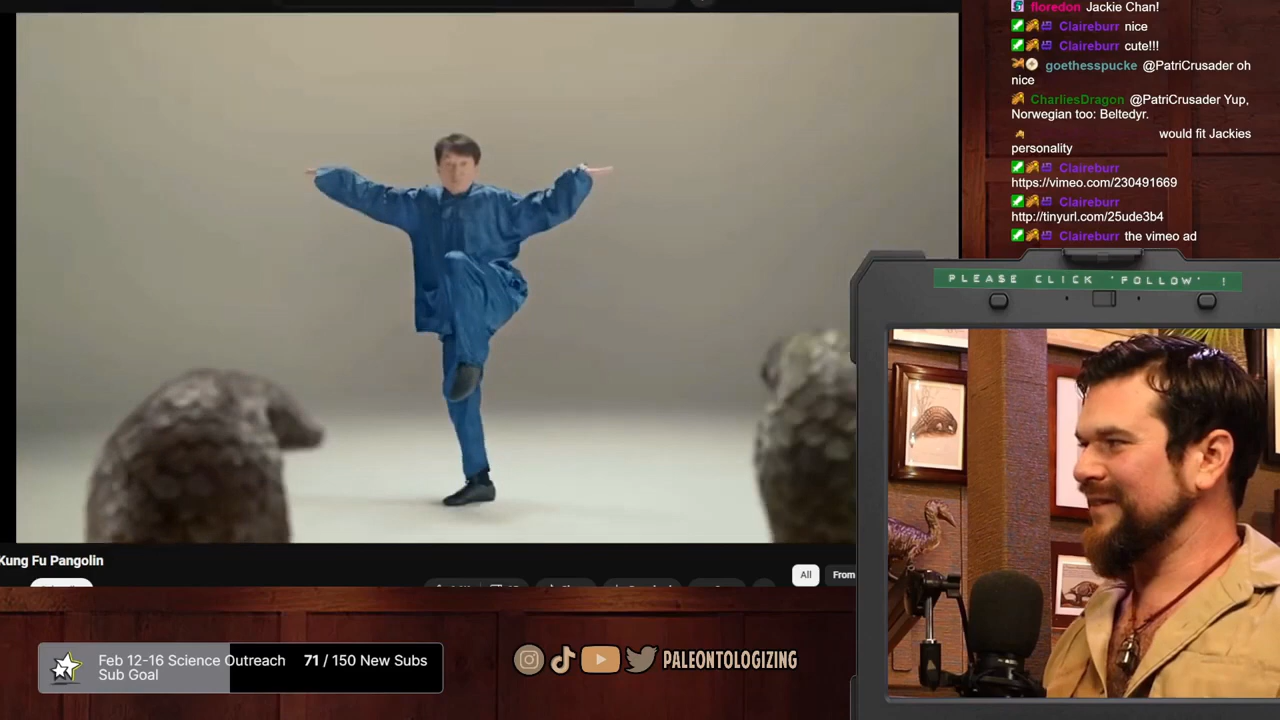 floredon Jackie Chan!
Claireburr nice
Claireburr cute!!!
goethesspucke @PatriCrusader oh
nice
CharliesDragon @PatriCrusader Yup,
Norwegian too: Beltedyr.
would fit Jackies
personality
Claireburr
https://vimeo.com/230491669
Claireburr
http://tinyurl.com/25ude3b4
Claireburr the vimeo ad
PLEASE CLICK 'FOLLOW' !
Kung Fu Pangolin
All
From
Feb 12-16 Science Outreach 71 / 150 New Subs
Sub Goal
PALEONTOLOGIZING